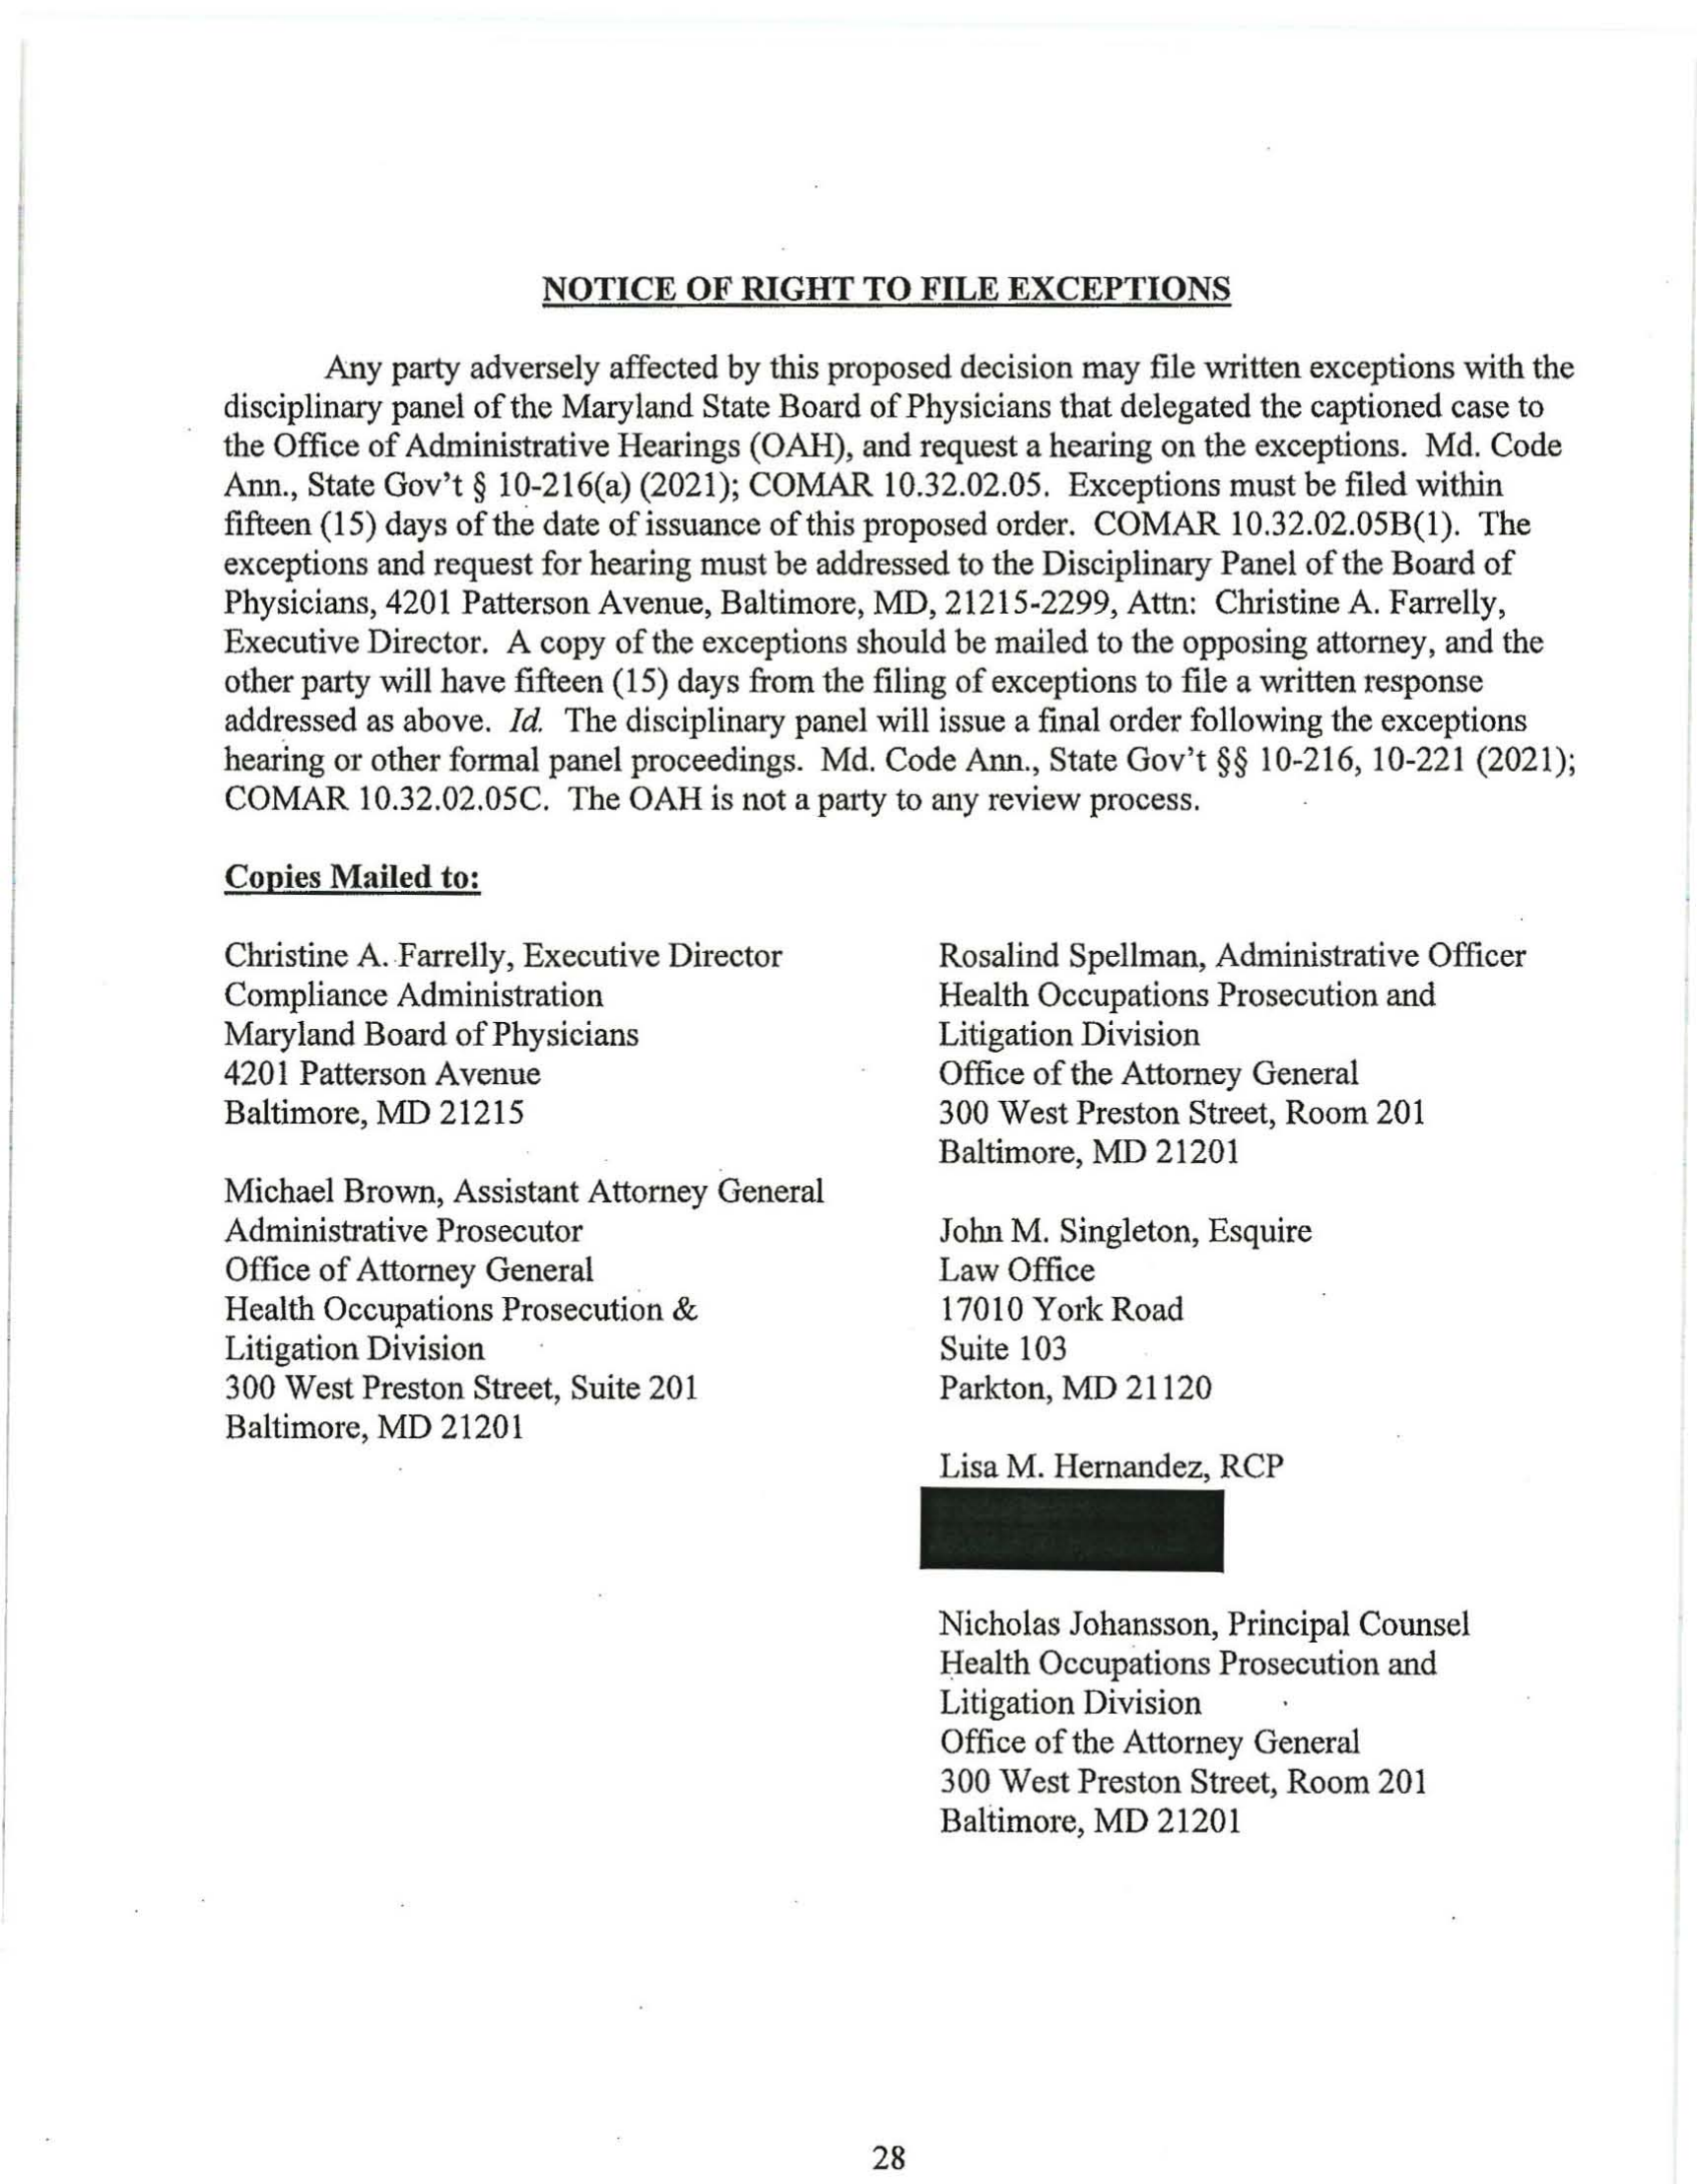 NOTICE OF RIGHT TO FILE EXCEPTIONS
Any party adversely affected by this proposed decision may file written exceptions with the
disciplinary panel of the Maryland State Board of Physicians that delegated the captioned case to
the Office of Administrative Hearings (OAH), and request a hearing on the exceptions. Md. Code
Ann., State Gov't § 10-216(a) (2021); COMAR 10.32.02.05. Exceptions must be filed within
fifteen (15) days of the date of issuance of this proposed order. COMAR 10.32.02.05B(1). The
exceptions and request for hearing must be addressed to the Disciplinary Panel of the Board of
Physicians, 4201 Patterson Avenue, Baltimore, MD, 21215-2299, Attn: Christine A. Farrelly,
Executive Director. A copy of the exceptions should be mailed to the opposing attorney, and the
other party will have fifteen (15) days from the filing of exceptions to file a written response
addressed as above. Id. The disciplinary panel will issue a final order following the exceptions
hearing or other formal panel proceedings. Md. Code Ann., State Gov't §§ 10-216, 10-221 (2021);
COMAR 10.32.02.05C. The OAH is not a party to any review process.
Copies Mailed to:
Christine A. Farrelly, Executive Director
Compliance Administration
Maryland Board of Physicians
4201 Patterson Avenue
Baltimore, MD 21215
Michael Brown, Assistant Attorney General
Administrative Prosecutor
Office of Attorney General
Health Occupations Prosecution &
Litigation Division
300 West Preston Street, Suite 201
Baltimore, MD 21201
Rosalind Spellman, Administrative Officer
Health Occupations Prosecution and
Litigation Division
Office of the Attorney General
300 West Preston Street, Room 201
Baltimore, MD 21201
John M. Singleton, Esquire
Law Office
17010 York Road
Suite 103
Parkton, MD 21120
Lisa M. Hernandez, RCP
Nicholas Johansson, Principal Counsel
Health Occupations Prosecution and
Litigation Division
Office of the Attorney General
300 West Preston Street, Room 201
Baltimore, MD 21201
28